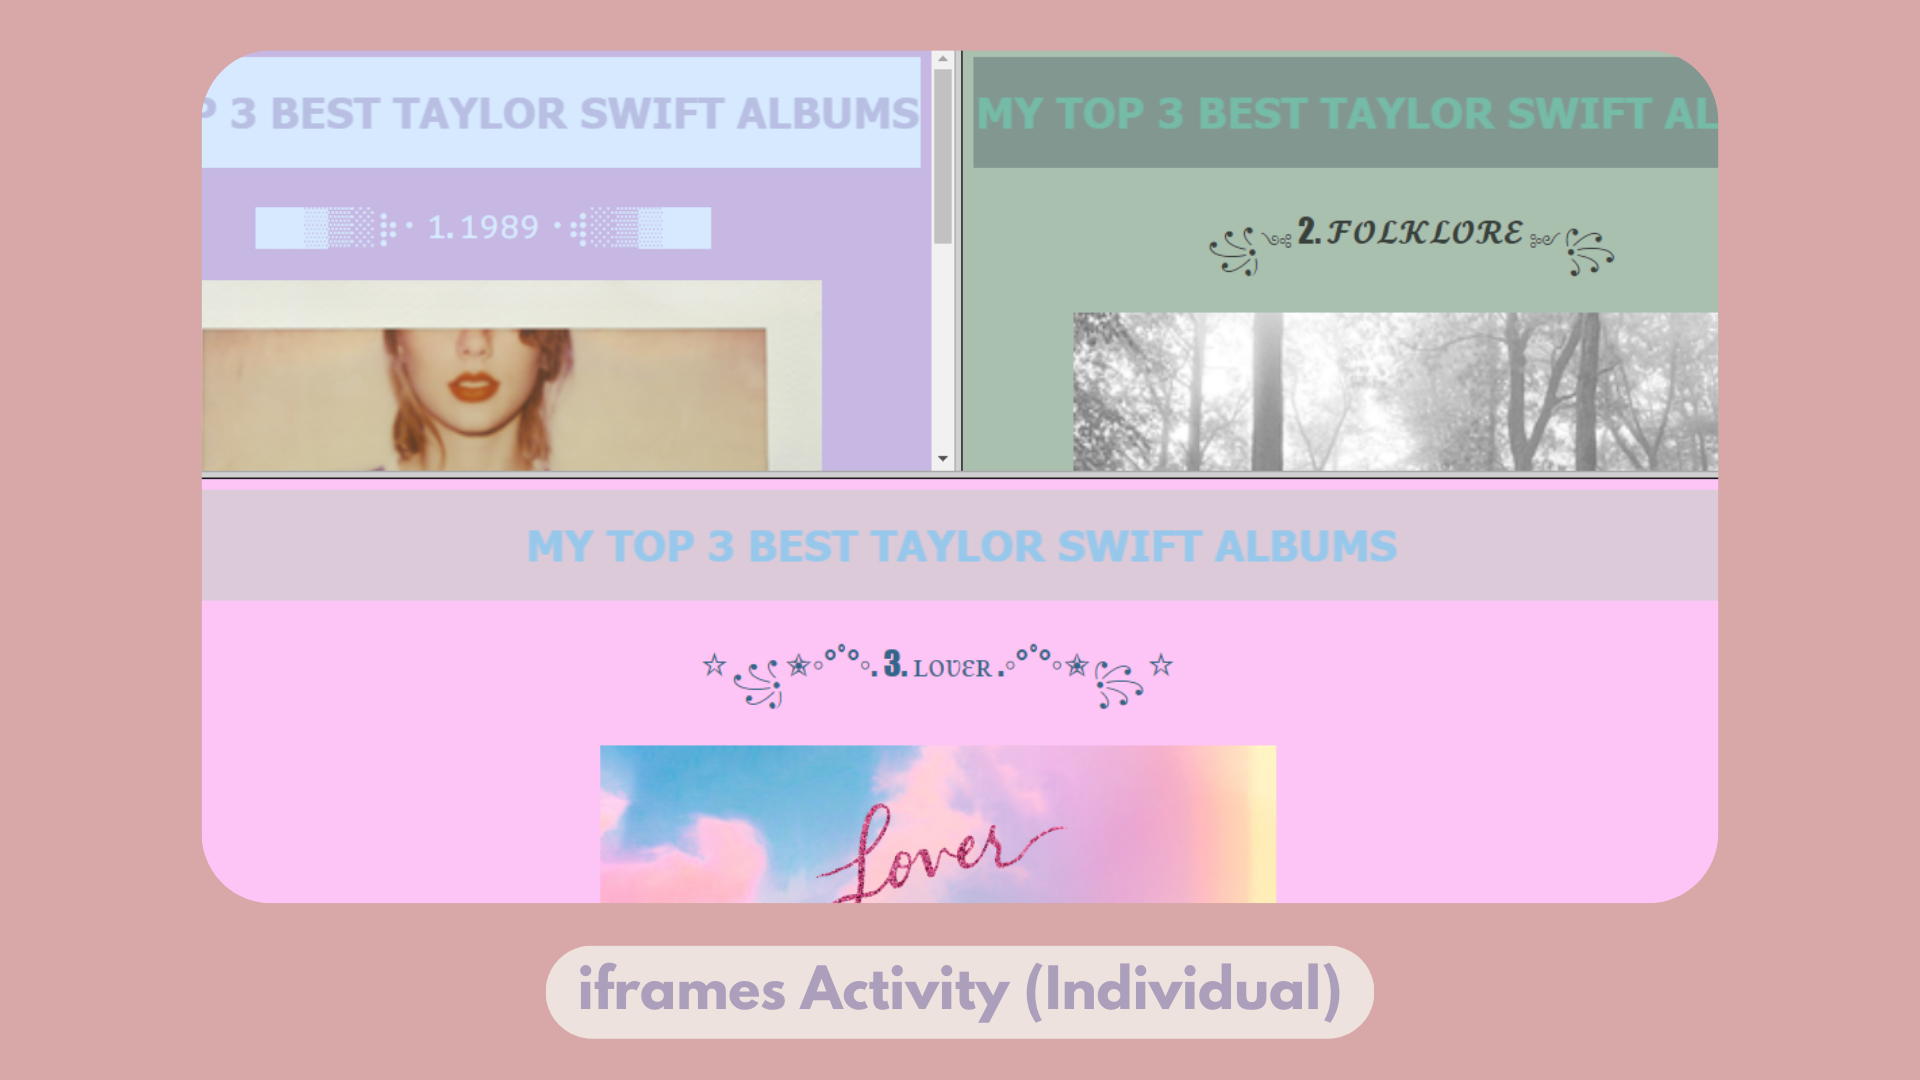 P 3 BEST TAYLOR SWIFT ALBUMS
1.1989
MY TOP 3 BEST TAYLOR SWIFT AL
2. 𝓕𝓞𝓛𝓚𝓛𝓞𝓡𝓔
MY TOP 3 BEST TAYLOR SWIFT ALBUMS
3. LOVER
Lover
iframes Activity (Individual)